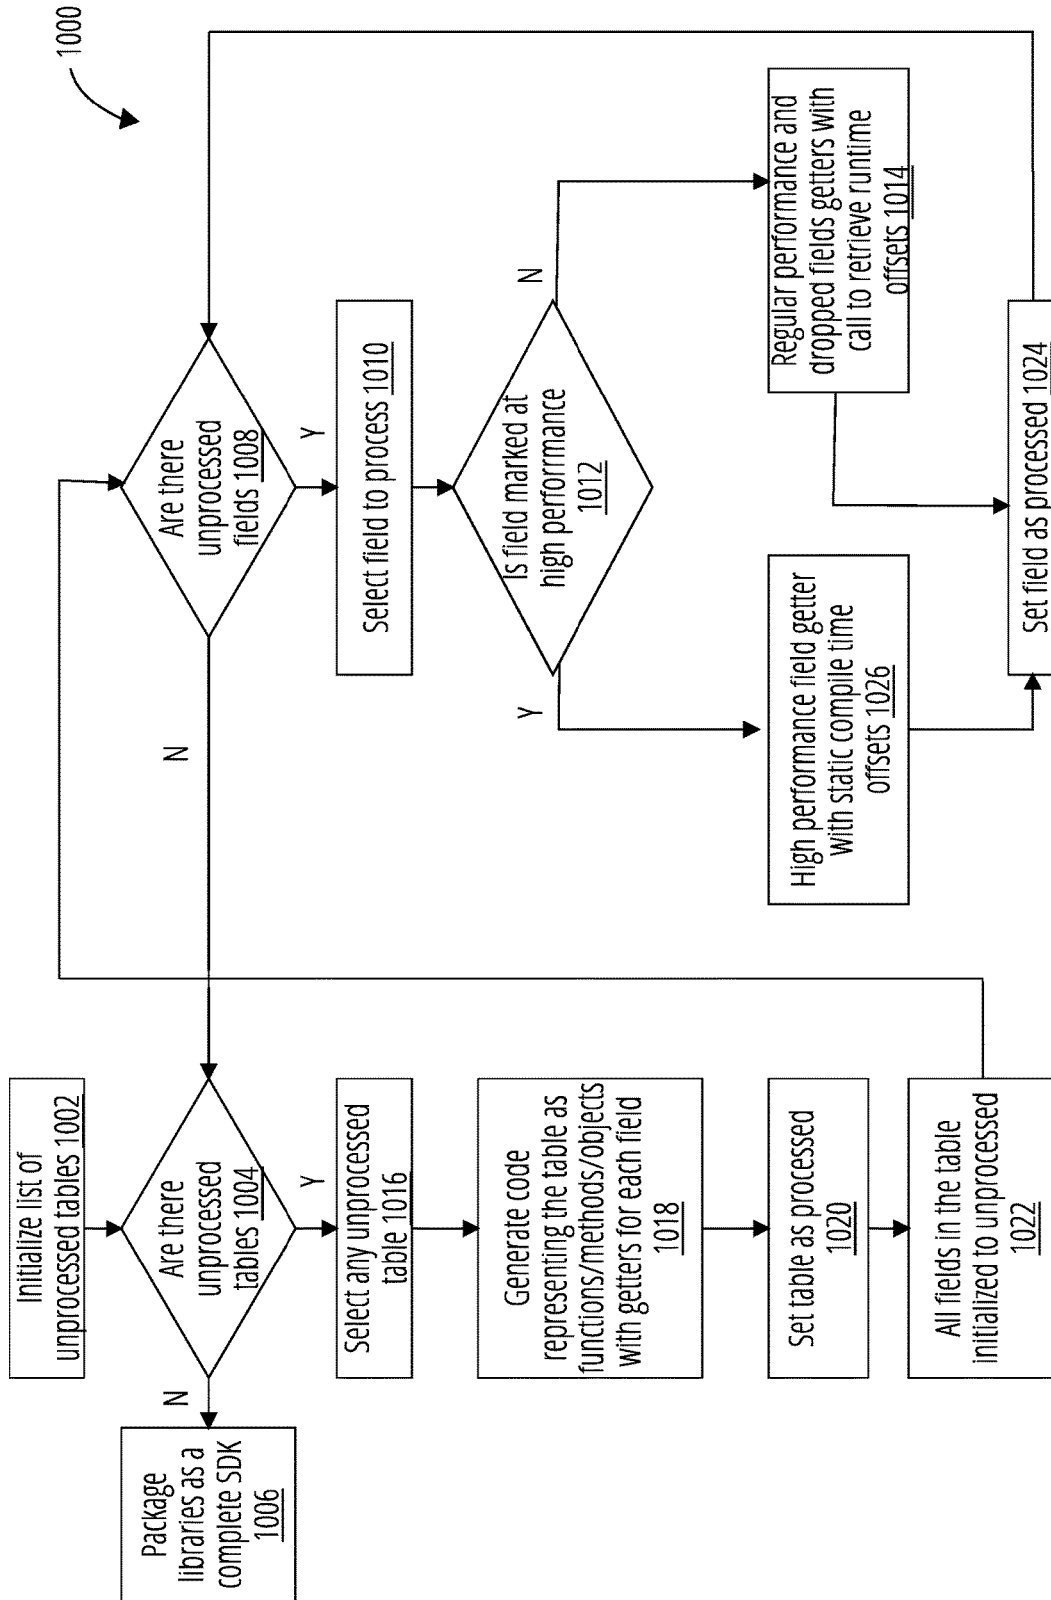 1000
Initialize list of
unprocessed tables 1002
Are there
unprocessed
tables 1004
N
Y
Package
libraries as a
complete SDK
1006
Select any unprocessed
table 1016
Generate code
representing the table as
functions/methods/objects
with getters for each field
1018
Set table as processed
1020
All fields in the table
initialized to unprocessed
1022
Are there
unprocessed
fields 1008
N
Y
Select field to process 1010
Is field marked at
high perforrmance
1012
Y
N
High performance field getter
with static compile time
offsets 1026
Regular performance and
dropped fields getters with
call to retrieve runtime
offsets 1014
Set field as processed 1024